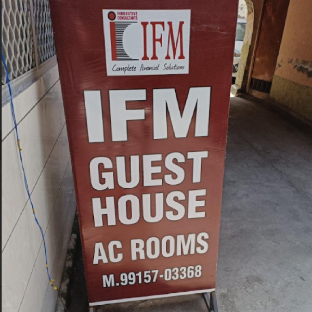 IFM
Complete Financial Solutions
IFM
GUEST
HOUSE
AC ROOMS
M.99157-03368